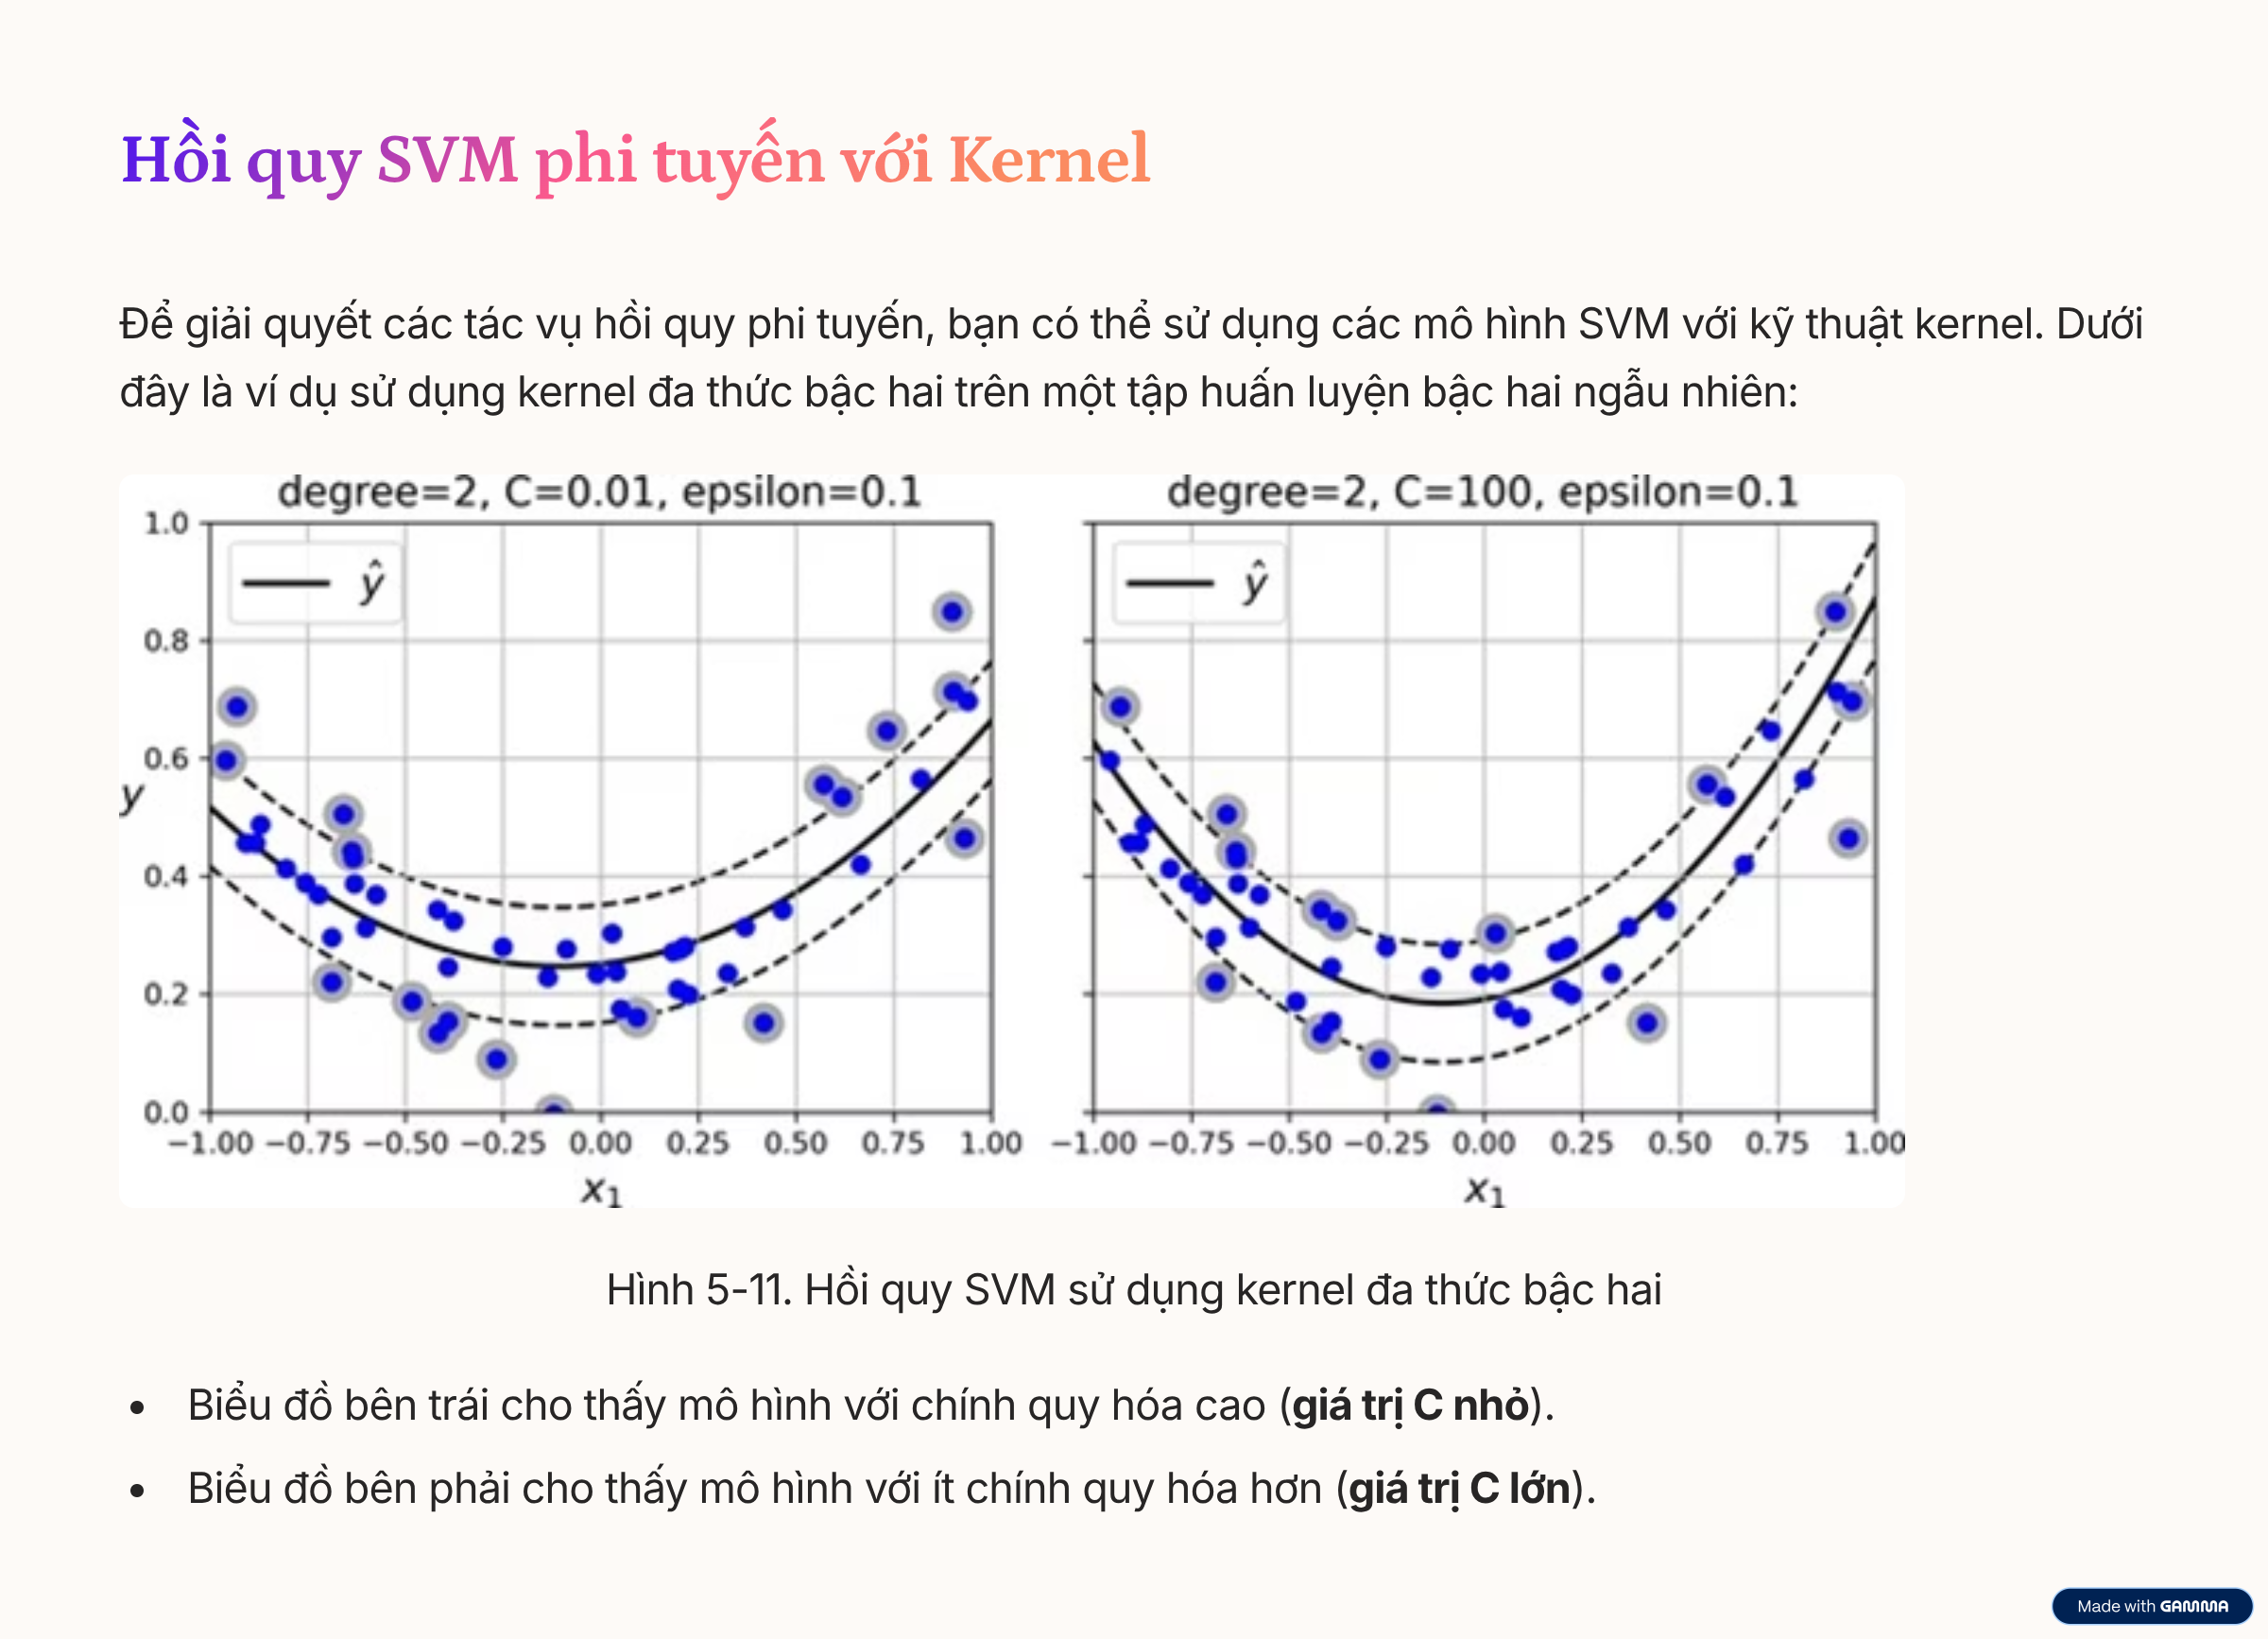 Hồi quy SVM phi tuyến với Kernel
Để giải quyết các tác vụ hồi quy phi tuyến, bạn có thể sử dụng các mô hình SVM với kỹ thuật kernel. Dưới
đây là ví dụ sử dụng kernel đa thức bậc hai trên một tập huấn luyện bậc hai ngẫu nhiên:
degree=2, C=0.01, epsilon=0.1
ŷ
y
1.0
0.8
0.6
0.4
0.2
0.0
−1.00 −0.75 −0.50 −0.25 0.00 0.25 0.50 0.75 1.00
x₁
degree=2, C=100, epsilon=0.1
ŷ
−1.00 −0.75 −0.50 −0.25 0.00 0.25 0.50 0.75 1.00
x₁
Hình 5-11. Hồi quy SVM sử dụng kernel đa thức bậc hai
• Biểu đồ bên trái cho thấy mô hình với chính quy hóa cao (giá trị C nhỏ).
• Biểu đồ bên phải cho thấy mô hình với ít chính quy hóa hơn (giá trị C lớn).
Made with GAMMA